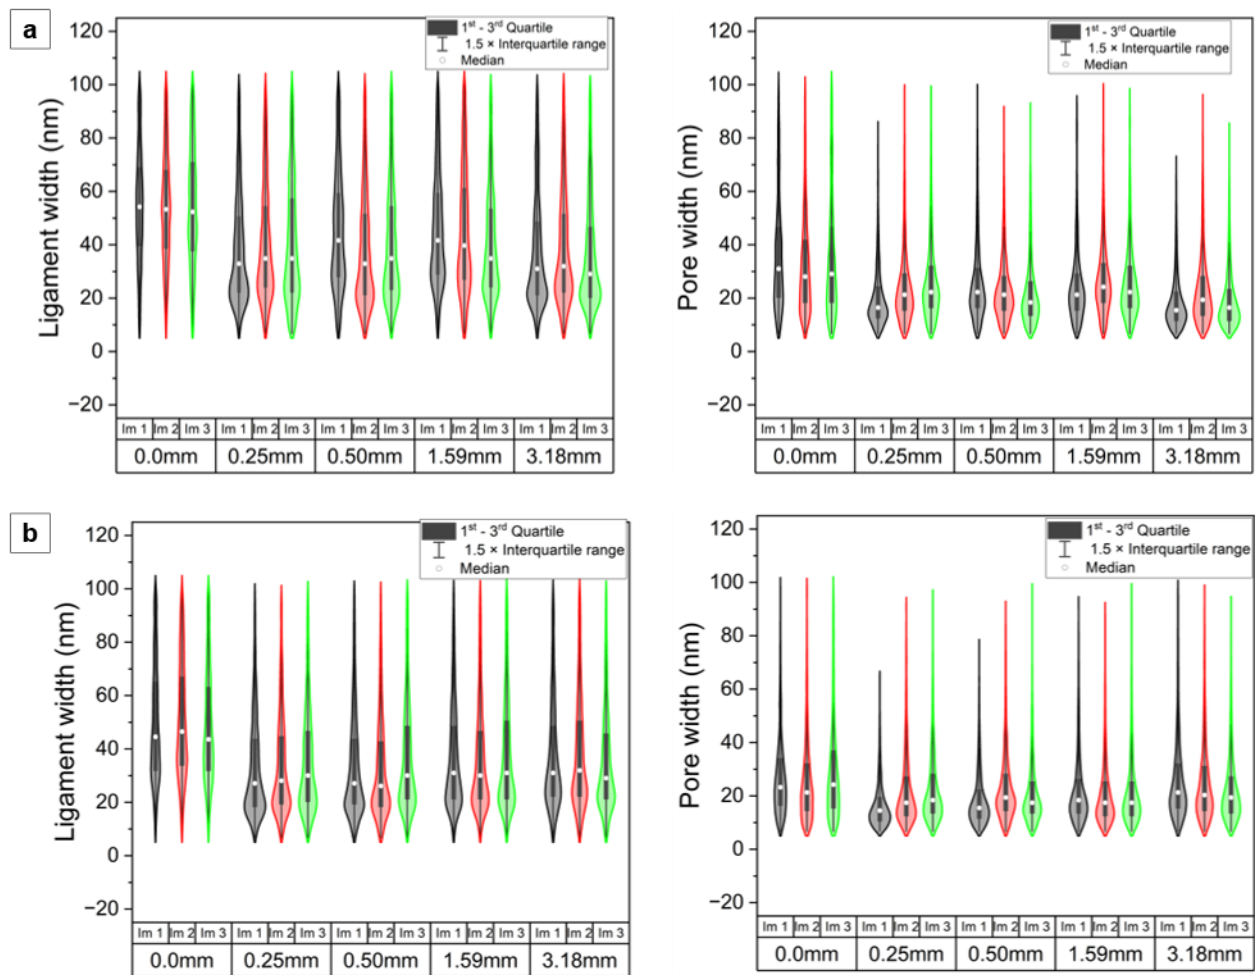 a
120
100
80
60
40
20
0
−20
Ligament width (nm)
1st - 3rd Quartile
1.5 × Interquartile range
Median
Im 1 Im 2 Im 3 Im 1 Im 2 Im 3 Im 1 Im 2 Im 3 Im 1 Im 2 Im 3 Im 1 Im 2 Im 3
0.0mm 0.25mm 0.50mm 1.59mm 3.18mm
120
100
80
60
40
20
0
−20
Pore width (nm)
1st - 3rd Quartile
1.5 × Interquartile range
Median
Im 1 Im 2 Im 3 Im 1 Im 2 Im 3 Im 1 Im 2 Im 3 Im 1 Im 2 Im 3 Im 1 Im 2 Im 3
0.0mm 0.25mm 0.50mm 1.59mm 3.18mm
b
120
100
80
60
40
20
0
−20
Ligament width (nm)
1st - 3rd Quartile
1.5 × Interquartile range
Median
Im 1 Im 2 Im 3 Im 1 Im 2 Im 3 Im 1 Im 2 Im 3 Im 1 Im 2 Im 3 Im 1 Im 2 Im 3
0.0mm 0.25mm 0.50mm 1.59mm 3.18mm
120
100
80
60
40
20
0
−20
Pore width (nm)
1st - 3rd Quartile
1.5 × Interquartile range
Median
Im 1 Im 2 Im 3 Im 1 Im 2 Im 3 Im 1 Im 2 Im 3 Im 1 Im 2 Im 3 Im 1 Im 2 Im 3
0.0mm 0.25mm 0.50mm 1.59mm 3.18mm